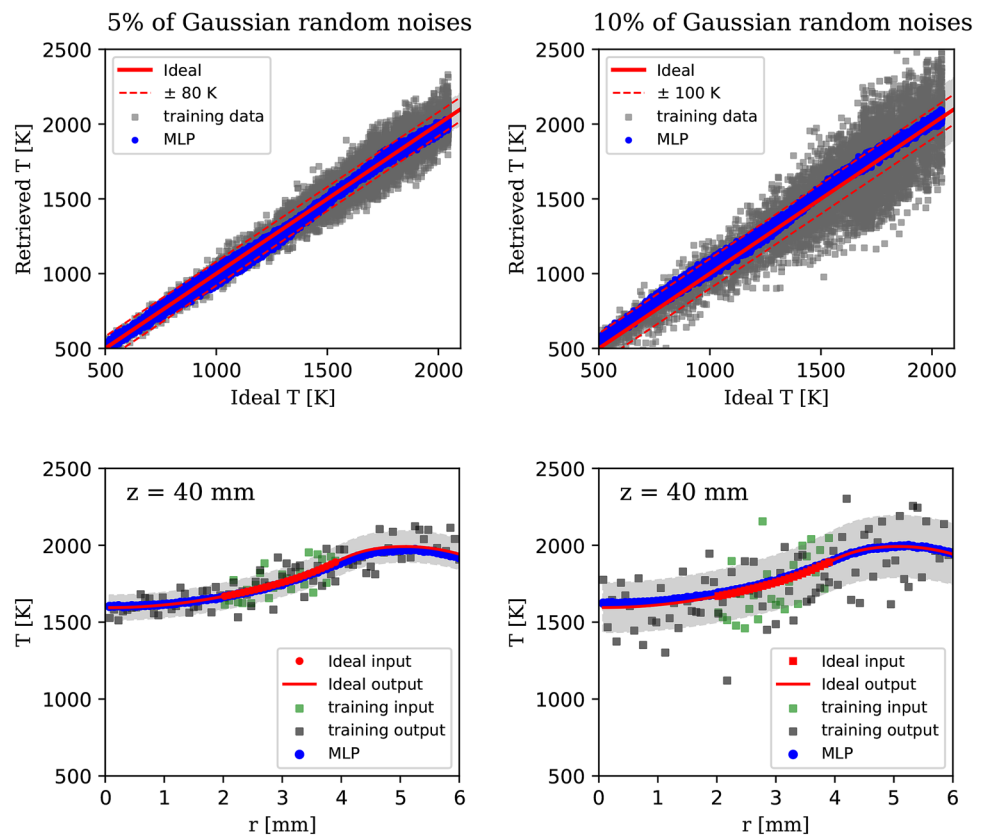 5% of Gaussian random noises
10% of Gaussian random noises
2500
2000
1500
1000
500
Retrieved T [K]
Ideal
± 80 K
training data
MLP
500
1000
1500
2000
Ideal T [K]
2500
2000
1500
1000
500
Retrieved T [K]
Ideal
± 100 K
training data
MLP
500
1000
1500
2000
Ideal T [K]
2500
2000
1500
1000
500
T [K]
z = 40 mm
Ideal input
Ideal output
training input
training output
MLP
0
1
2
3
4
5
6
r [mm]
2500
2000
1500
1000
500
T [K]
z = 40 mm
Ideal input
Ideal output
training input
training output
MLP
0
1
2
3
4
5
6
r [mm]